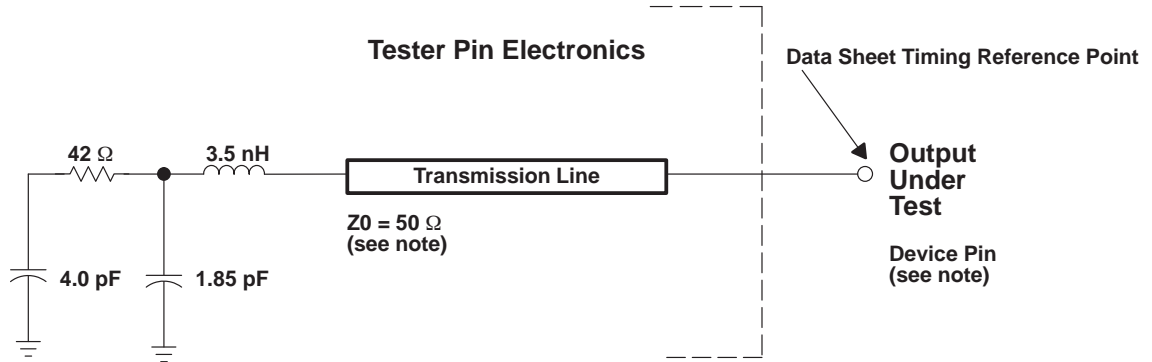 Tester Pin Electronics
Data Sheet Timing Reference Point
42 Ω
3.5 nH
Transmission Line
Output
Under
Test
Z0 = 50 Ω
(see note)
Device Pin
(see note)
4.0 pF
1.85 pF